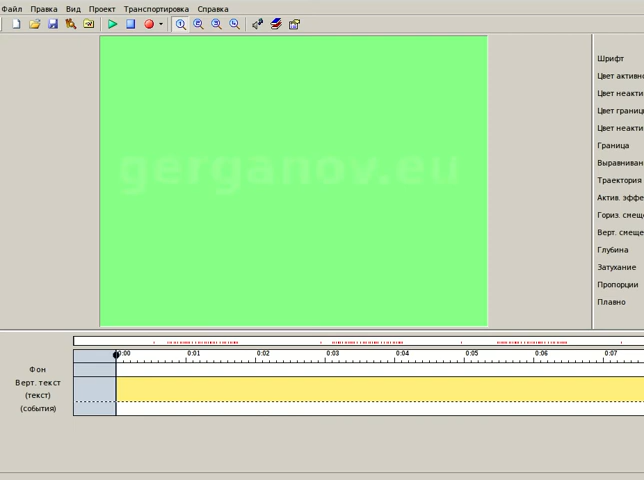 Файл Правка Вид Проект Транспортировка Справка
gerganov.eu
Шрифт
Цвет активно
Цвет неакти
Цвет границ
Цвет неакти
Граница
Выравниван
Траектория
Актив. эффе
Гориз. смещ
Верт. смеще
Глубина
Затухание
Пропорции
Плавно
0:00 0:01 0:02 0:03 0:04 0:05 0:06 0:07
Фон
Верт. текст
(текст)
(события)